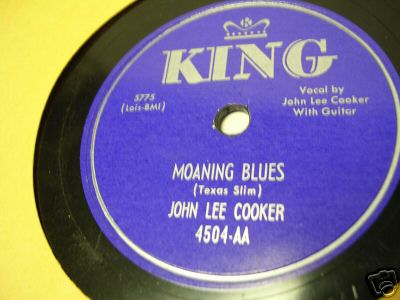 K
KING
3775
(Lois-BMI)
Vocal by
John Lee Cooker
With Guitar
MOANING BLUES
(Texas Slim)
JOHN LEE COOKER
4504-AA